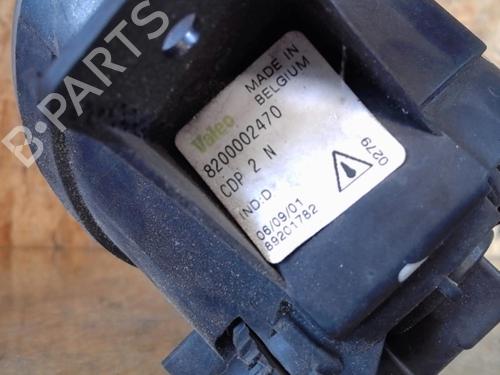 B-PARTS
MADE IN
BELGIUM
Valeo
8200002470
CDP 2 N
IND:D
06/09/01
89201782
0279